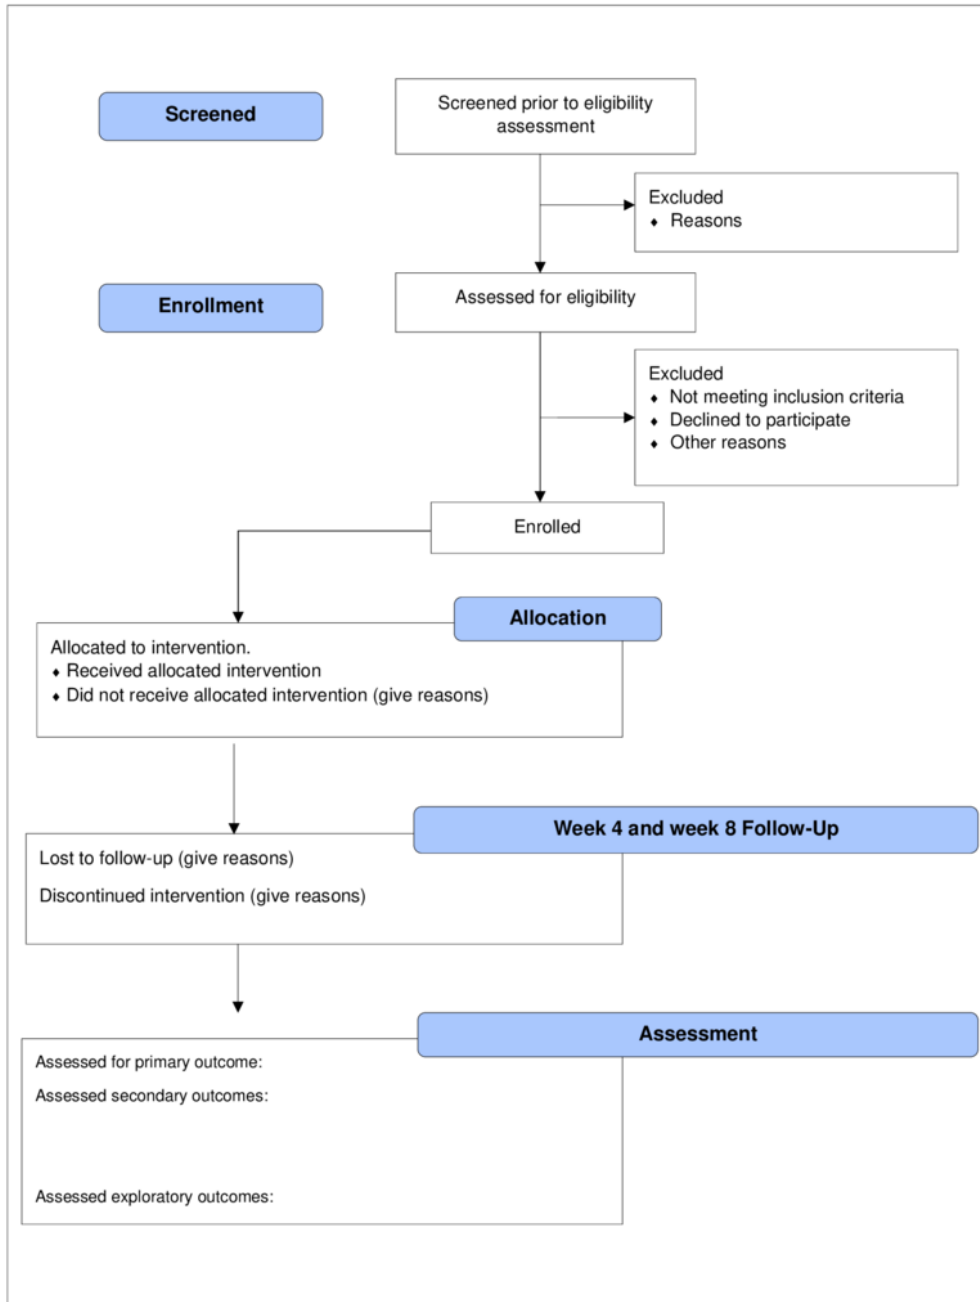 Screened
Screened prior to eligibility
assessment
Excluded
♦ Reasons
Enrollment
Assessed for eligibility
Excluded
♦ Not meeting inclusion criteria
♦ Declined to participate
♦ Other reasons
Enrolled
Allocation
Allocated to intervention.
♦ Received allocated intervention
♦ Did not receive allocated intervention (give reasons)
Week 4 and week 8 Follow-Up
Lost to follow-up (give reasons)
Discontinued intervention (give reasons)
Assessment
Assessed for primary outcome:
Assessed secondary outcomes:
Assessed exploratory outcomes: